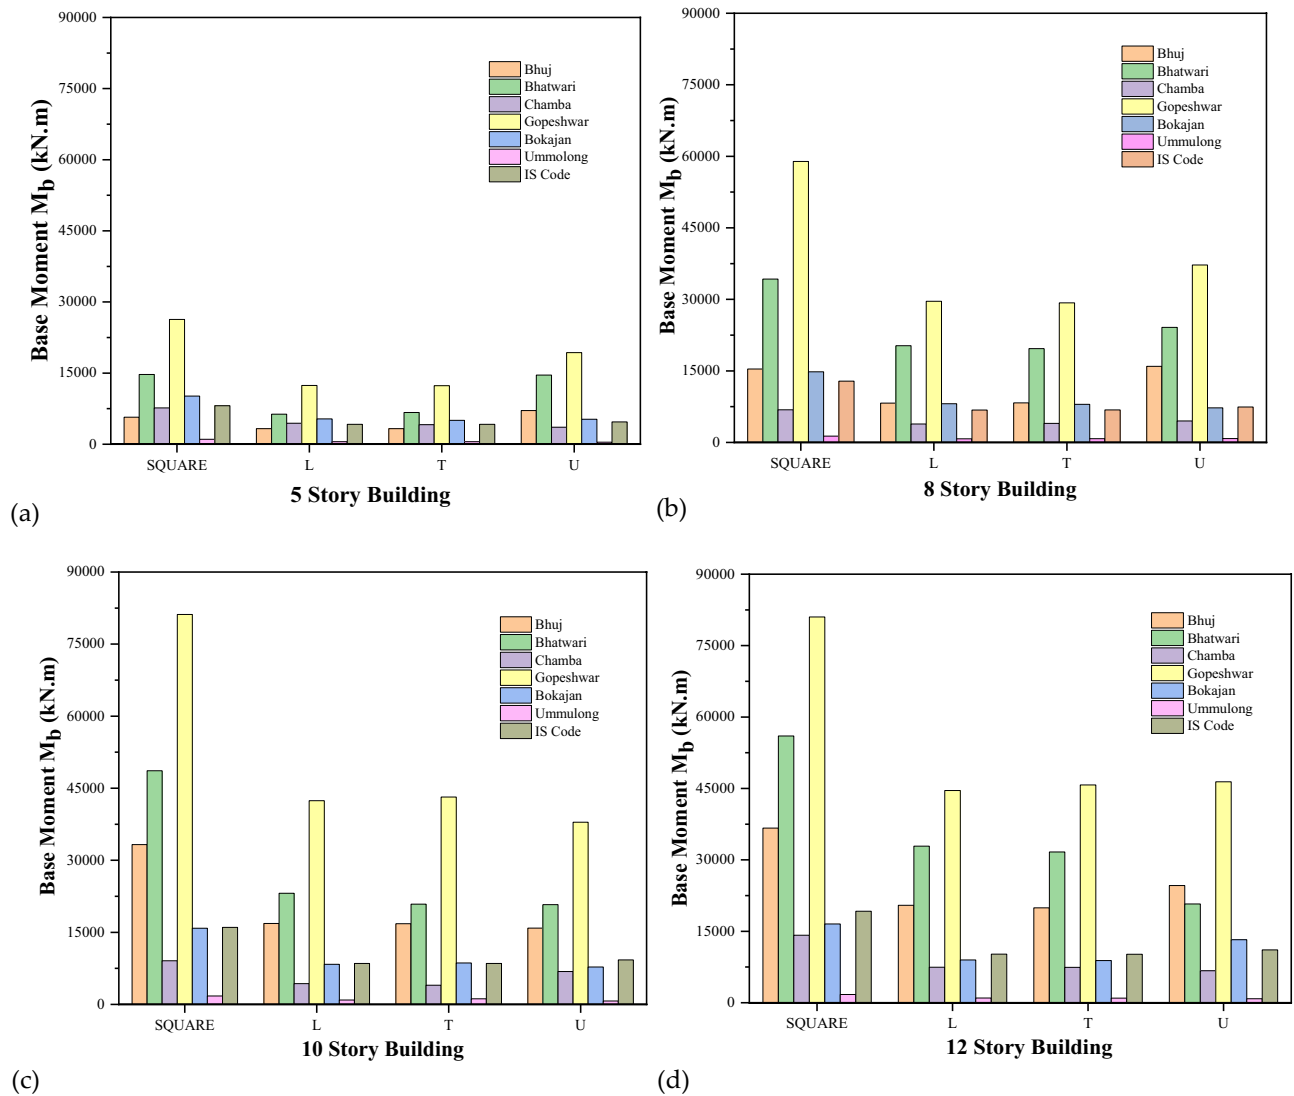 90000
75000
60000
45000
30000
15000
0
Base Moment Mb (kN.m)
Bhuj
Bhatwari
Chamba
Gopeshwar
Bokajan
Ummolong
IS Code
SQUARE L T U
5 Story Building
(a)
90000
75000
60000
45000
30000
15000
0
Base Moment Mb (kN.m)
Bhuj
Bhatwari
Chamba
Gopeshwar
Bokajan
Ummulong
IS Code
SQUARE L T U
8 Story Building
(b)
90000
75000
60000
45000
30000
15000
0
Base Moment Mb (kN.m)
Bhuj
Bhatwari
Chamba
Gopeshwar
Bokajan
Ummulong
IS Code
SQUARE L T U
10 Story Building
(c)
90000
75000
60000
45000
30000
15000
0
Base Moment Mb (kN.m)
Bhuj
Bhatwari
Chamba
Gopeshwar
Bokajan
Ummulong
IS Code
SQUARE L T U
12 Story Building
(d)